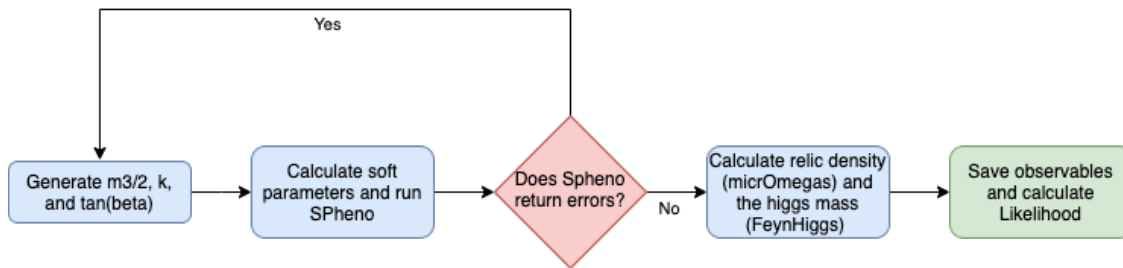 Yes
Generate m3/2, k,
and tan(beta)
Calculate soft
parameters and run
SPheno
Does Spheno
return errors?
No
Calculate relic density
(micrOmegas) and
the higgs mass
(FeynHiggs)
Save observables
and calculate
Likelihood